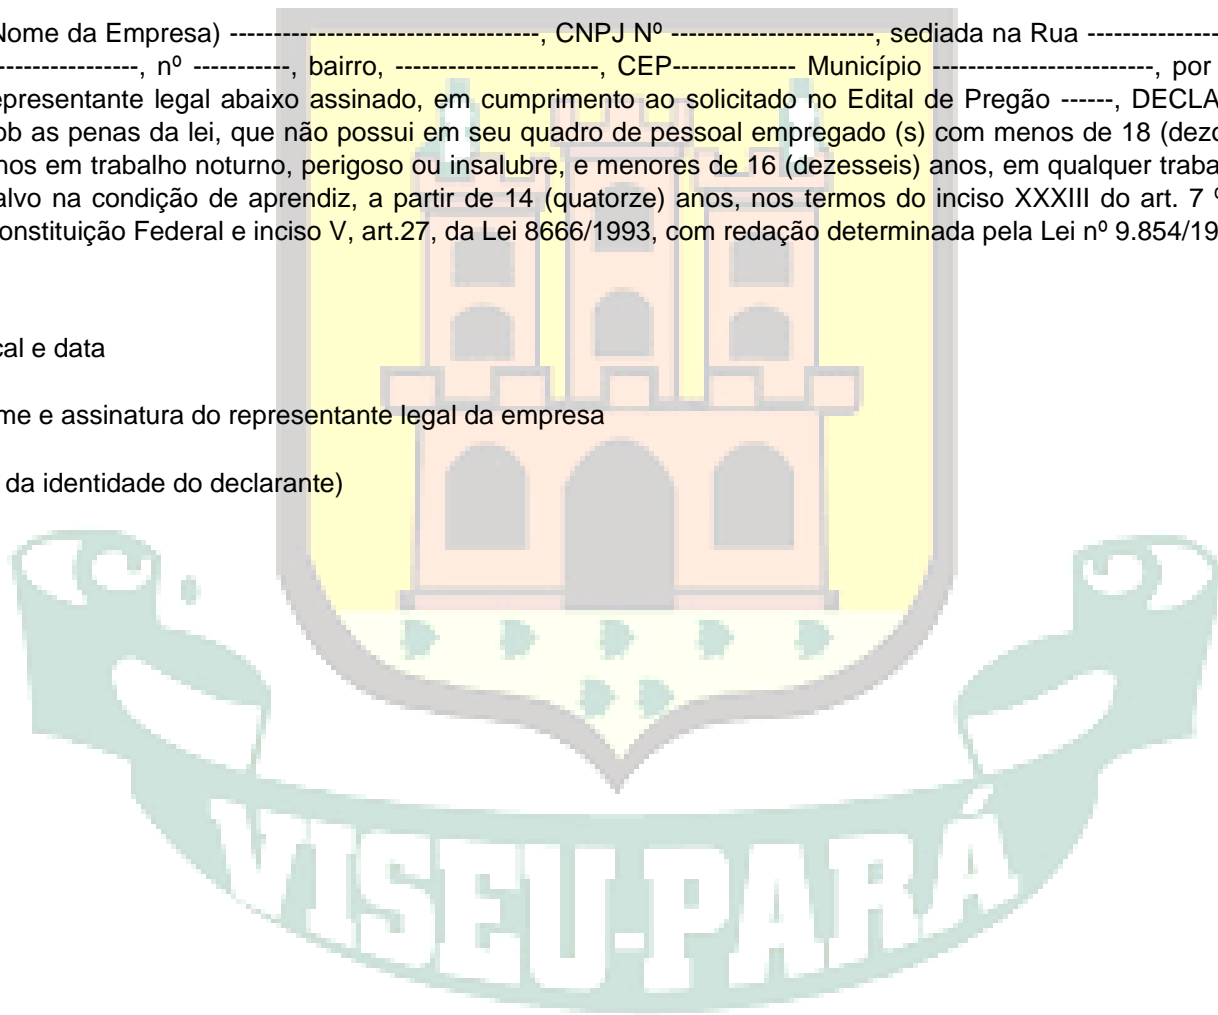 Nome da Empresa) -----------------------------------, CNPJ Nº -----------------------, sediada na Rua ---------------
----------------, nº -----------, bairro, -----------------------, CEP-------------- Município -------------------------, por
epresentante legal abaixo assinado, em cumprimento ao solicitado no Edital de Pregão ------, DECLA
ob as penas da lei, que não possui em seu quadro de pessoal empregado (s) com menos de 18 (dezo
nos em trabalho noturno, perigoso ou insalubre, e menores de 16 (dezesseis) anos, em qualquer traba
alvo na condição de aprendiz, a partir de 14 (quatorze) anos, nos termos do inciso XXXIII do art. 7 º
onstituição Federal e inciso V, art.27, da Lei 8666/1993, com redação determinada pela Lei nº 9.854/19
cal e data
me e assinatura do representante legal da empresa
da identidade do declarante)
VISEU-PARÁ